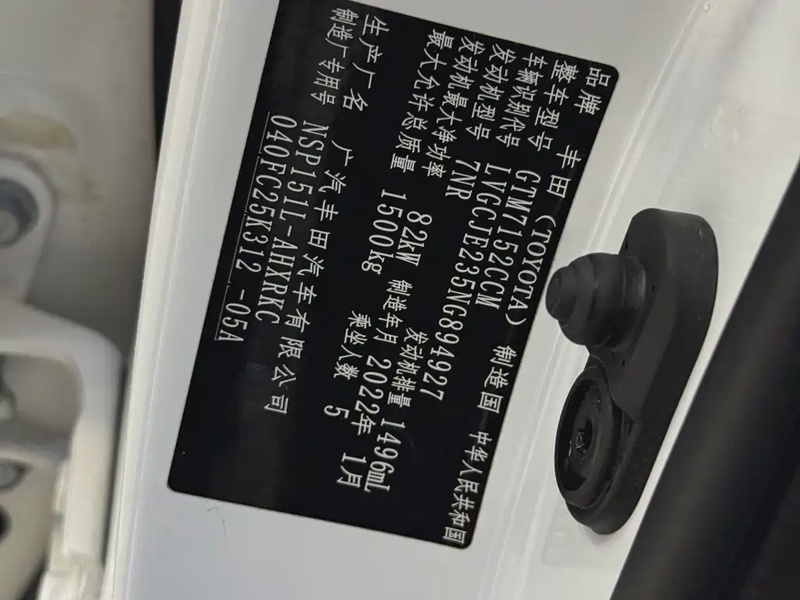 品牌 丰田(TOYOTA) 制造国 中华人民共和国
整车型号 GTM7152CCM
车辆识别代号 LVGCJE235NG894927
发动机型号 7NR 发动机排量 1496mL
发动机最大净功率 82kW 制造年月 2022年 1月
最大允许总质量 1500kg 乘坐人数 5
生产厂名 广汽丰田汽车有限公司
制造厂专用号 NSP151L-AHXRKC
040FC25K312 -05A